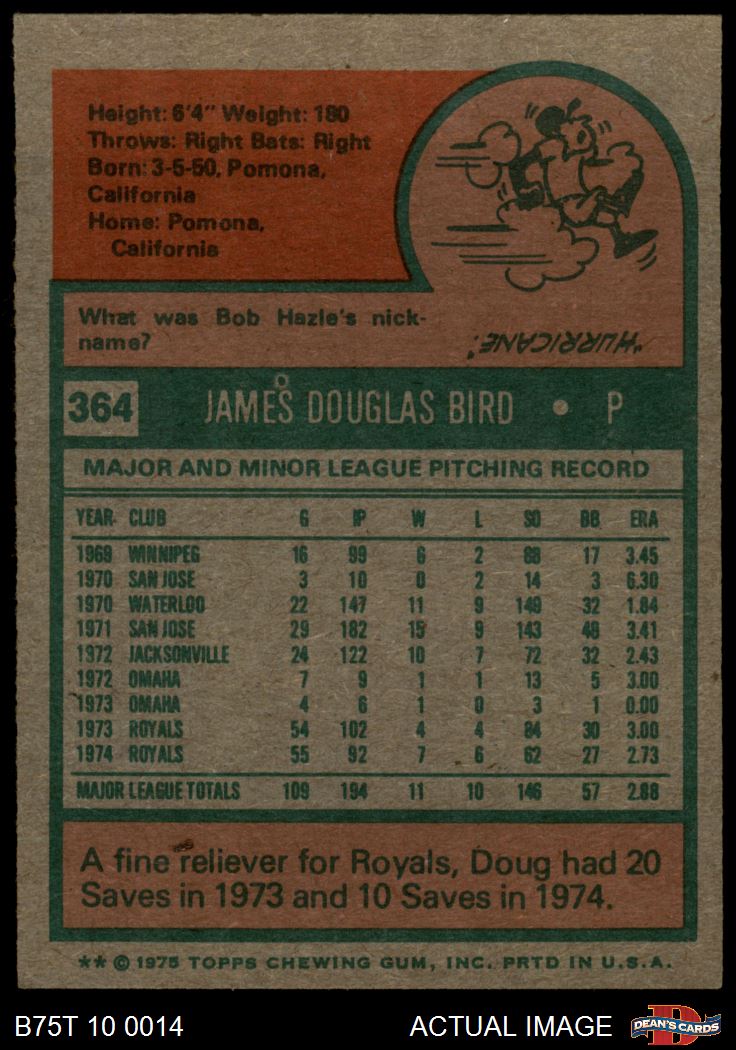 Height: 6'4" Weight: 180
Throws: Right Bats: Right
Born: 3-5-50, Pomona,
California
Home: Pomona,
California
What was Bob Hazle's nick-
name?
"HURRICANE".
364 JAMES DOUGLAS BIRD • P
MAJOR AND MINOR LEAGUE PITCHING RECORD
YEAR CLUB G IP W L SO BB ERA
1969 WINNIPEG 16 99 6 2 88 17 3.45
1970 SAN JOSE 3 10 0 2 14 3 6.30
1970 WATERLOO 22 147 11 9 149 32 1.84
1971 SAN JOSE 29 182 15 9 143 48 3.41
1972 JACKSONVILLE 24 122 10 7 72 32 2.43
1972 OMAHA 7 9 1 1 13 5 3.00
1973 OMAHA 4 6 1 0 3 1 0.00
1973 ROYALS 54 102 4 4 84 30 3.00
1974 ROYALS 55 92 7 6 62 27 2.73
MAJOR LEAGUE TOTALS 109 194 11 10 146 57 2.88
A fine reliever for Royals, Doug had 20
Saves in 1973 and 10 Saves in 1974.
** © 1975 TOPPS CHEWING GUM, INC. PRTD IN U.S.A.
B75T 10 0014 ACTUAL IMAGE DEAN'S CARDS